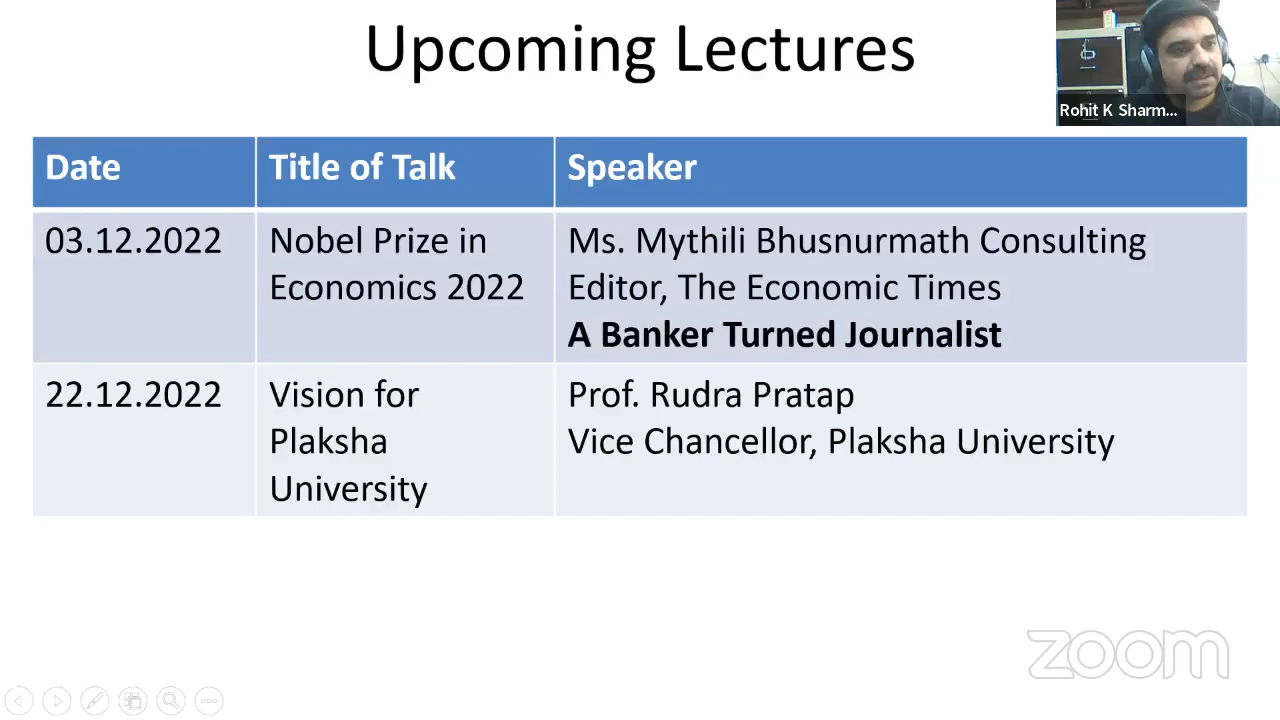 Upcoming Lectures
Rohit K Sharm...
Date
Title of Talk
Speaker
03.12.2022
Nobel Prize in
Economics 2022
Ms. Mythili Bhusnurmath Consulting
Editor, The Economic Times
A Banker Turned Journalist
22.12.2022
Vision for
Plaksha
University
Prof. Rudra Pratap
Vice Chancellor, Plaksha University
zoom